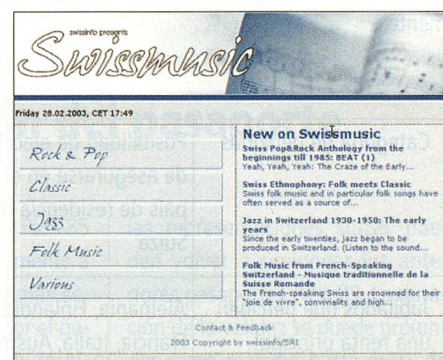 swissinfo presents
Swissmusic
Friday 28.02.2003, CET 17:49
Rock & Pop
Classic
Jazz
Folk Music
Various
New on Swissmusic
Swiss Pop&Rock Anthology from the
beginnings till 1985: BEAT (1)
Yeah, Yeah, Yeah: The Craze of the Early...
Swiss Ethnophony: Folk meets Classic
Swiss folk music and in particular folk songs have
often served as a source of...
Jazz in Switzerland 1930-1950: The early
years
Since the early twenties, jazz began to be
produced in Switzerland. (Listen to the sound...
Folk Music from French-Speaking
Switzerland - Musique traditionnelle de la
Suisse Romande
The French-speaking Swiss are renowned for their
"joie de vivre", conviviality and high...
Contact & Feedback
2003 Copyright by swissinfo/SRI